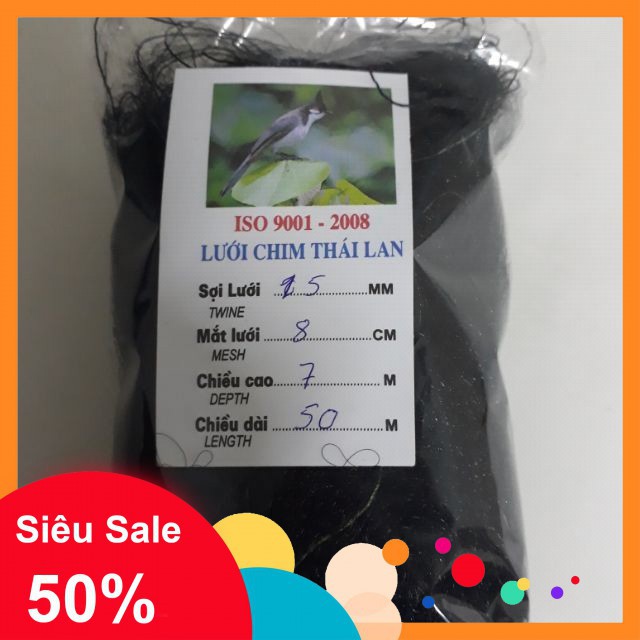 ISO 9001 - 2008
LƯỚI CHIM THÁI LAN
Sợi Lưới ........15........ MM
TWINE
Mắt lưới ........8........ CM
MESH
Chiều cao ........7........ M
DEPTH
Chiều dài ........50........ M
LENGTH
Siêu Sale
50%